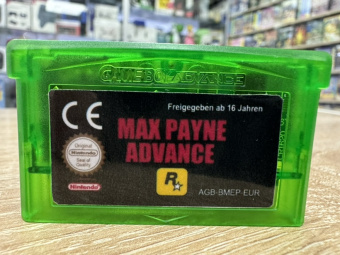 GAME BOY ADVANCE
CE
Freigegeben ab 16 Jahren
MAX PAYNE
ADVANCE
Original
Nintendo
Seal of
Quality
Nintendo
R
AGB-BMEP-EUR